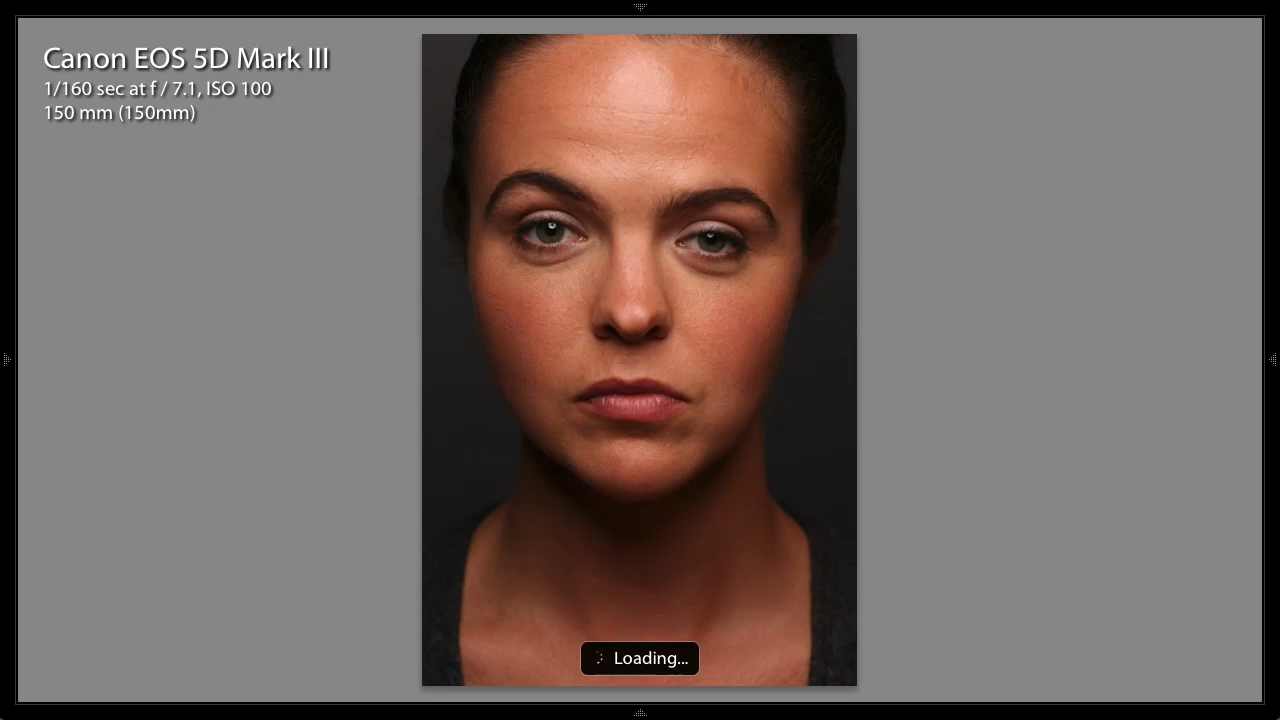 Canon EOS 5D Mark III
1/160 sec at f / 7.1, ISO 100
150 mm (150mm)
Loading...